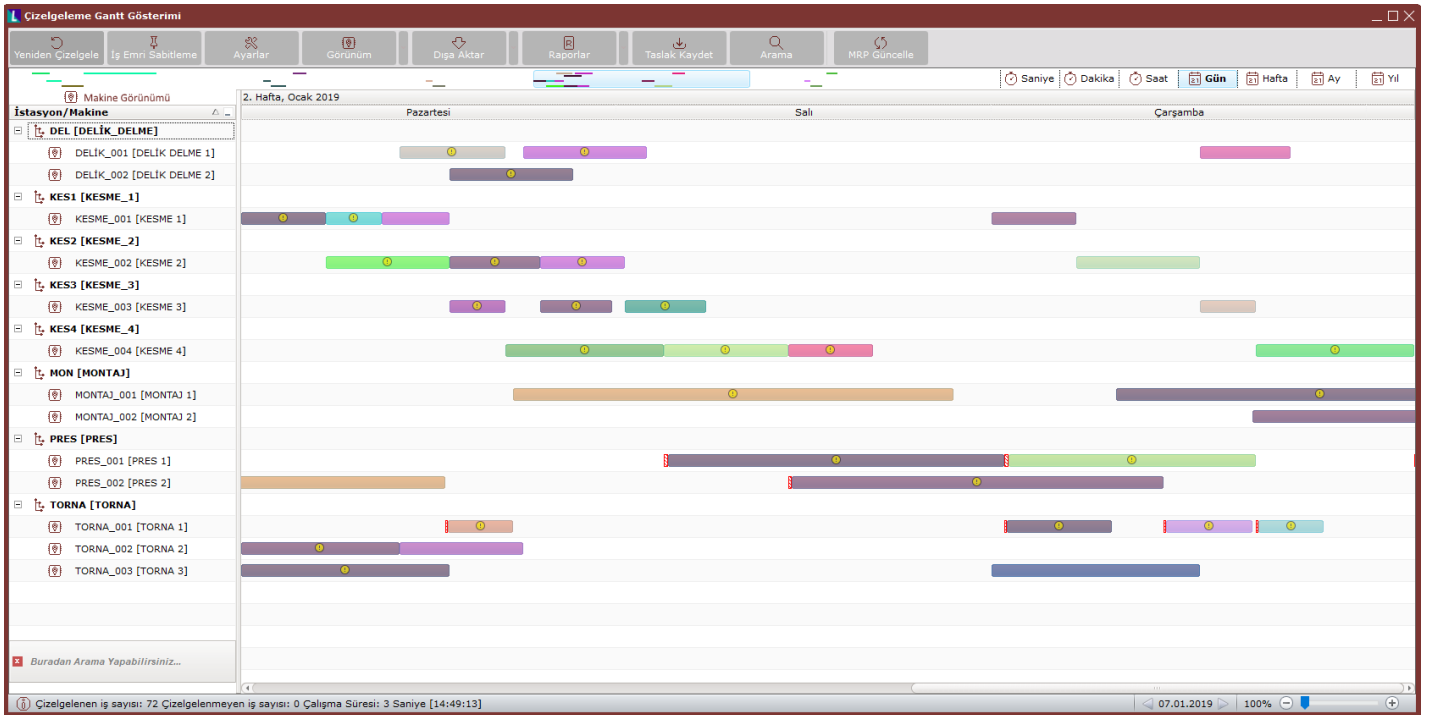 Çizelgeleme Gantt Gösterimi
Yeniden Çizelgele İş Emri Sabitleme Ayarlar Görünüm Dışa Aktar Raporlar Taslak Kaydet Arama MRP Güncelle
Saniye Dakika Saat Gün Hafta Ay Yıl
Makine Görünümü 2. Hafta, Ocak 2019
İstasyon/Makine Pazartesi Salı Çarşamba
DEL [DELİK_DELME]
DELİK_001 [DELİK DELME 1]
DELİK_002 [DELİK DELME 2]
KES1 [KESME_1]
KESME_001 [KESME 1]
KES2 [KESME_2]
KESME_002 [KESME 2]
KES3 [KESME_3]
KESME_003 [KESME 3]
KES4 [KESME_4]
KESME_004 [KESME 4]
MON [MONTAJ]
MONTAJ_001 [MONTAJ 1]
MONTAJ_002 [MONTAJ 2]
PRES [PRES]
PRES_001 [PRES 1]
PRES_002 [PRES 2]
TORNA [TORNA]
TORNA_001 [TORNA 1]
TORNA_002 [TORNA 2]
TORNA_003 [TORNA 3]
Buradan Arama Yapabilirsiniz...
Çizelgelenen iş sayısı: 72 Çizelgelenmeyen iş sayısı: 0 Çalışma Süresi: 3 Saniye [14:49:13] 07.01.2019 100%